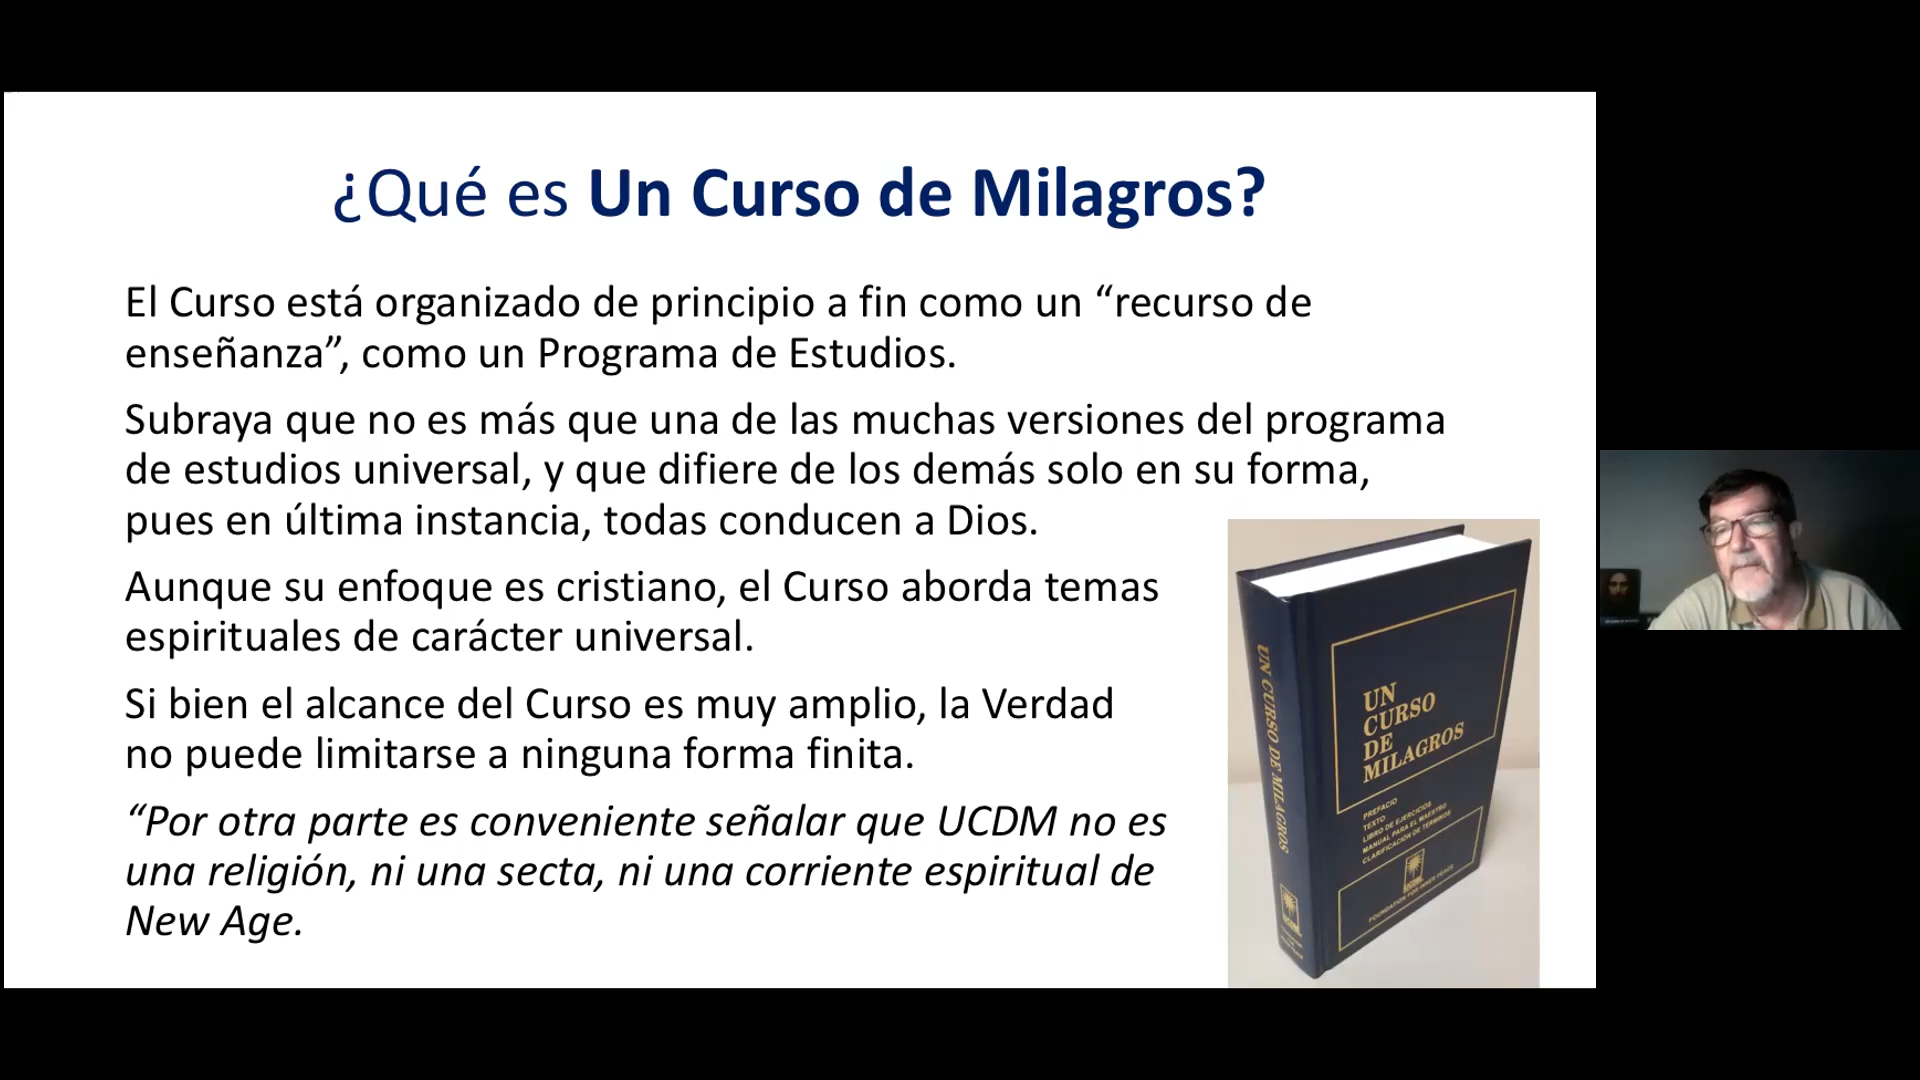 ¿Qué es Un Curso de Milagros?
El Curso está organizado de principio a fin como un “recurso de
enseñanza”, como un Programa de Estudios.
Subraya que no es más que una de las muchas versiones del programa
de estudios universal, y que difiere de los demás solo en su forma,
pues en última instancia, todas conducen a Dios.
Aunque su enfoque es cristiano, el Curso aborda temas
espirituales de carácter universal.
Si bien el alcance del Curso es muy amplio, la Verdad
no puede limitarse a ninguna forma finita.
“Por otra parte es conveniente señalar que UCDM no es
una religión, ni una secta, ni una corriente espiritual de
New Age.
UN CURSO DE MILAGROS
UN
CURSO
DE
MILAGROS
PREFACIO
TEXTO
LIBRO DE EJERCICIOS
MANUAL PARA EL MAESTRO
CLARIFICACIÓN DE TÉRMINOS
FOUNDATION FOR INNER PEACE